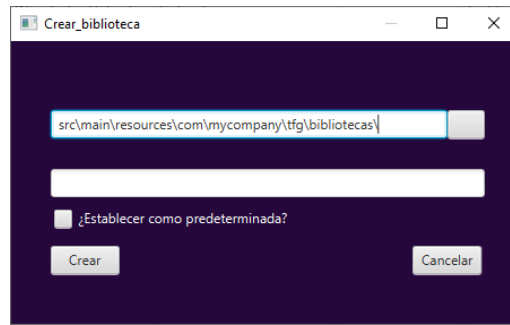 Crear_biblioteca
src\main\resources\com\mycompany\tfg\bibliotecas\
¿Establecer como predeterminada?
Crear
Cancelar